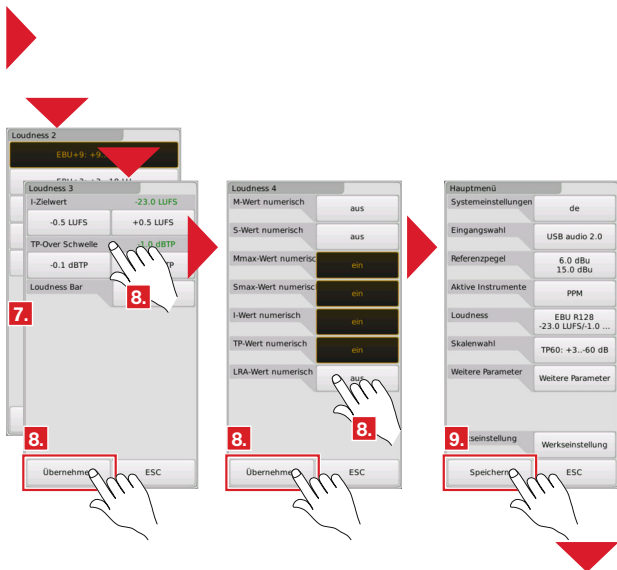 Loudness 2
EBU+9: +9..
7.
Loudness 3
I-Zielwert
-23.0 LUFS
-0.5 LUFS
+0.5 LUFS
TP-Over Schwelle
-1.0 dBTP
-0.1 dBTP
Loudness Bar
8.
8.
Übernehmen
ESC
Loudness 4
M-Wert numerisch
aus
S-Wert numerisch
aus
Mmax-Wert numerisc
ein
Smax-Wert numerisc
ein
I-Wert numerisch
ein
TP-Wert numerisch
ein
LRA-Wert numerisch
aus
8.
8.
Übernehmen
ESC
Hauptmenü
Systemeinstellungen
de
Eingangswahl
USB audio 2.0
Referenzpegel
6.0 dBu
15.0 dBu
Aktive Instrumente
PPM
Loudness
EBU R128
-23.0 LUFS/-1.0 ...
Skalenwahl
TP60: +3..-60 dB
Weitere Parameter
Weitere Parameter
9.
kseinstellung
Werkseinstellung
Speichern
ESC